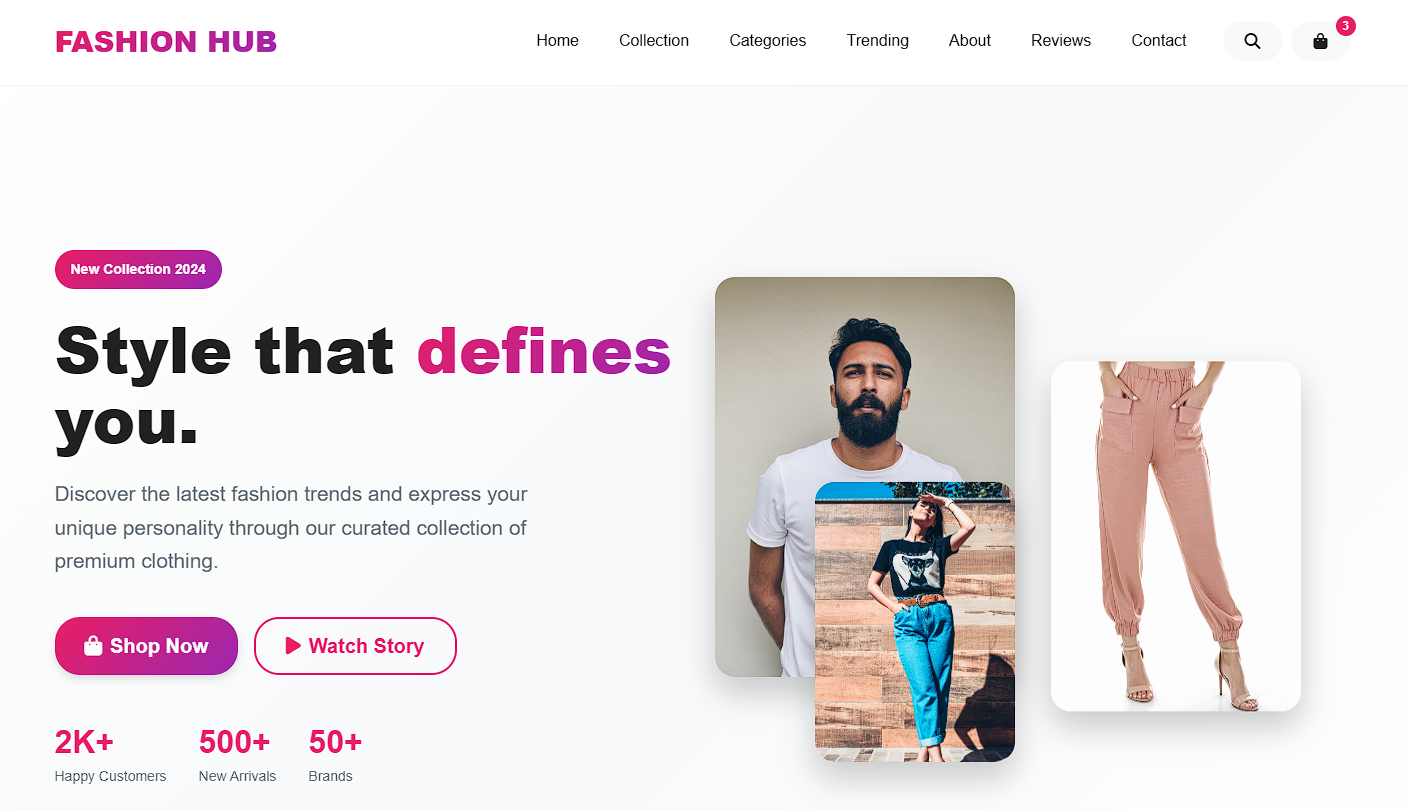 FASHION HUB
Home
Collection
Categories
Trending
About
Reviews
Contact
3
New Collection 2024
Style that defines
you.
Discover the latest fashion trends and express your
unique personality through our curated collection of
premium clothing.
Shop Now
Watch Story
2K+
Happy Customers
500+
New Arrivals
50+
Brands